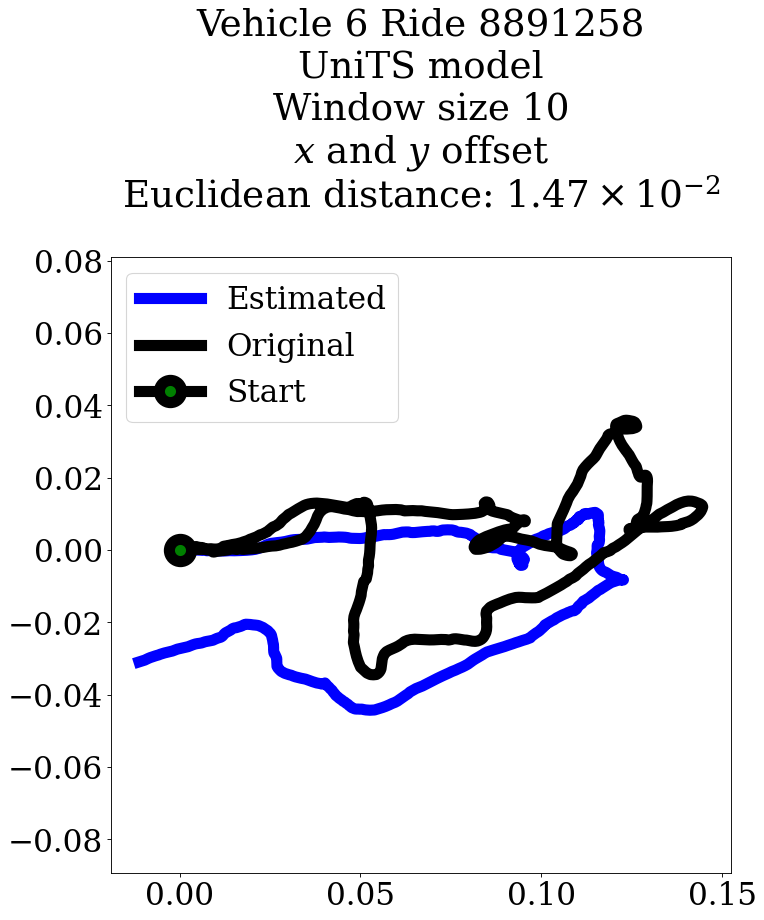 Vehicle 6 Ride 8891258
UniTS model
Window size 10
x and y offset
Euclidean distance: 1.47 × 10⁻²
0.08
0.06
0.04
0.02
0.00
−0.02
−0.04
−0.06
−0.08
Estimated
Original
Start
0.00 0.05 0.10 0.15